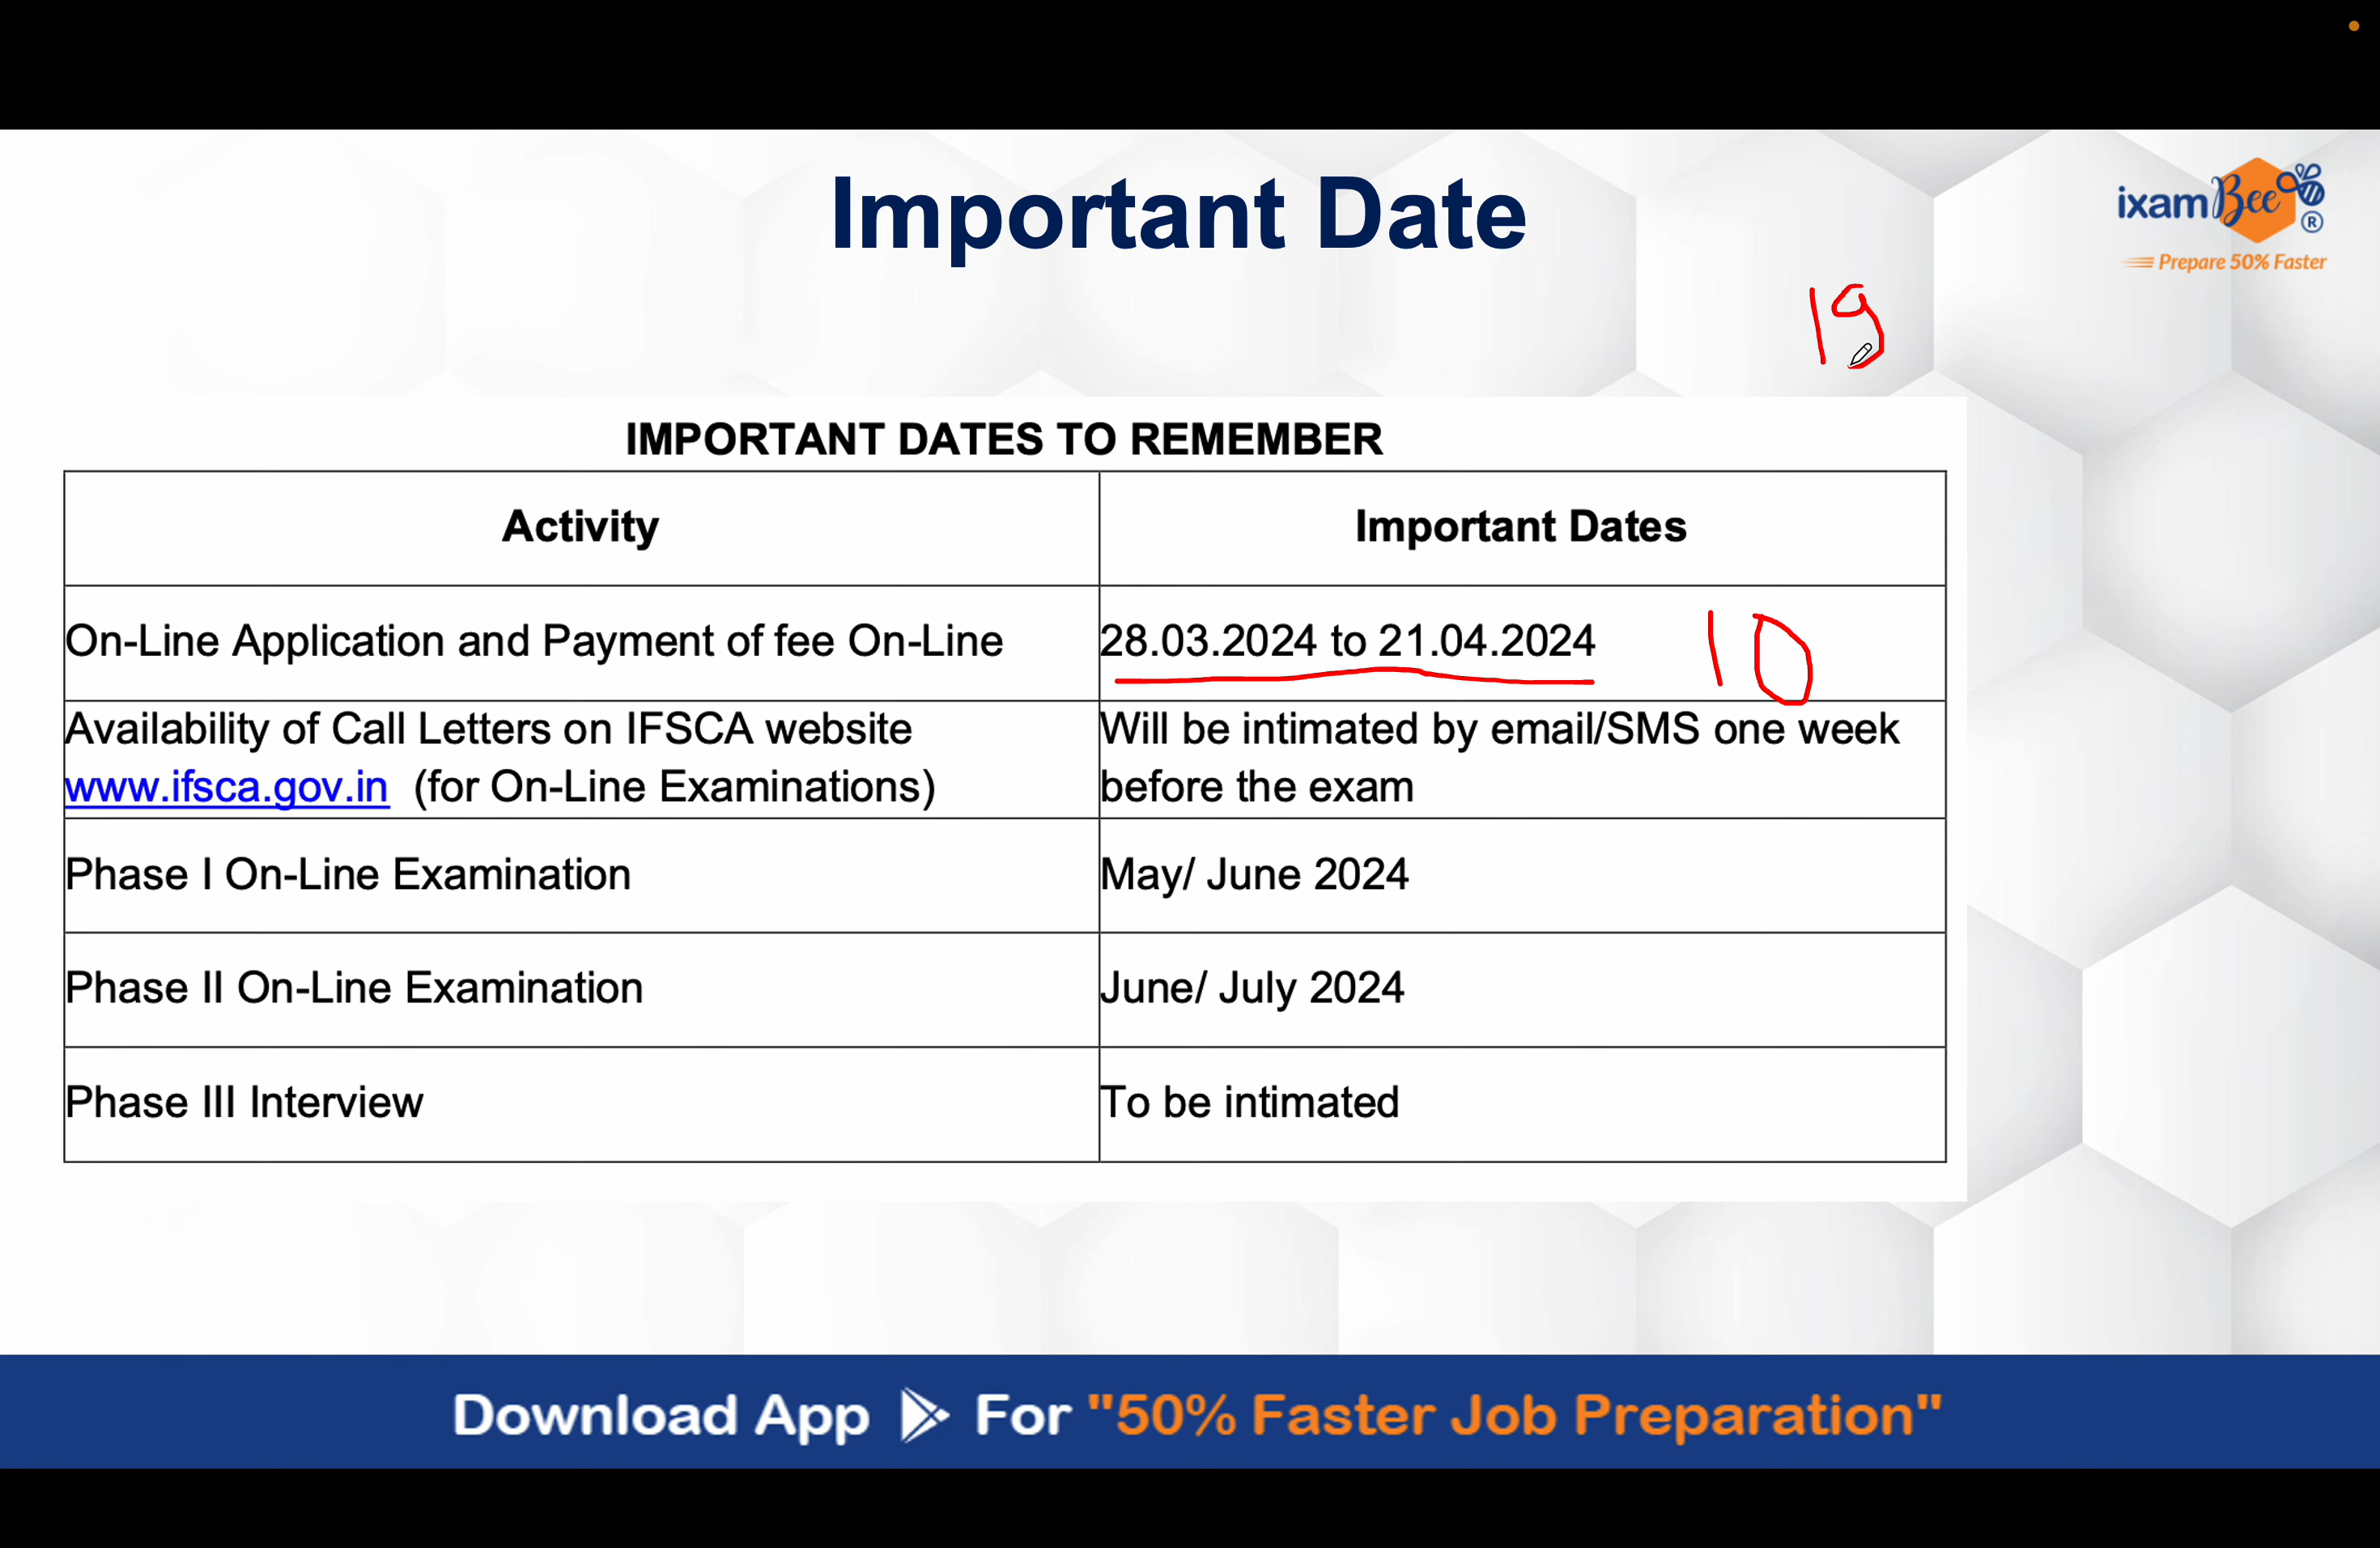 Important Date
ixamBee®
Prepare 50% Faster
19
IMPORTANT DATES TO REMEMBER
Activity
Important Dates
On-Line Application and Payment of fee On-Line
28.03.2024 to 21.04.2024
10
Availability of Call Letters on IFSCA website
www.ifsca.gov.in (for On-Line Examinations)
Will be intimated by email/SMS one week
before the exam
Phase I On-Line Examination
May/ June 2024
Phase II On-Line Examination
June/ July 2024
Phase III Interview
To be intimated
Download App For "50% Faster Job Preparation"